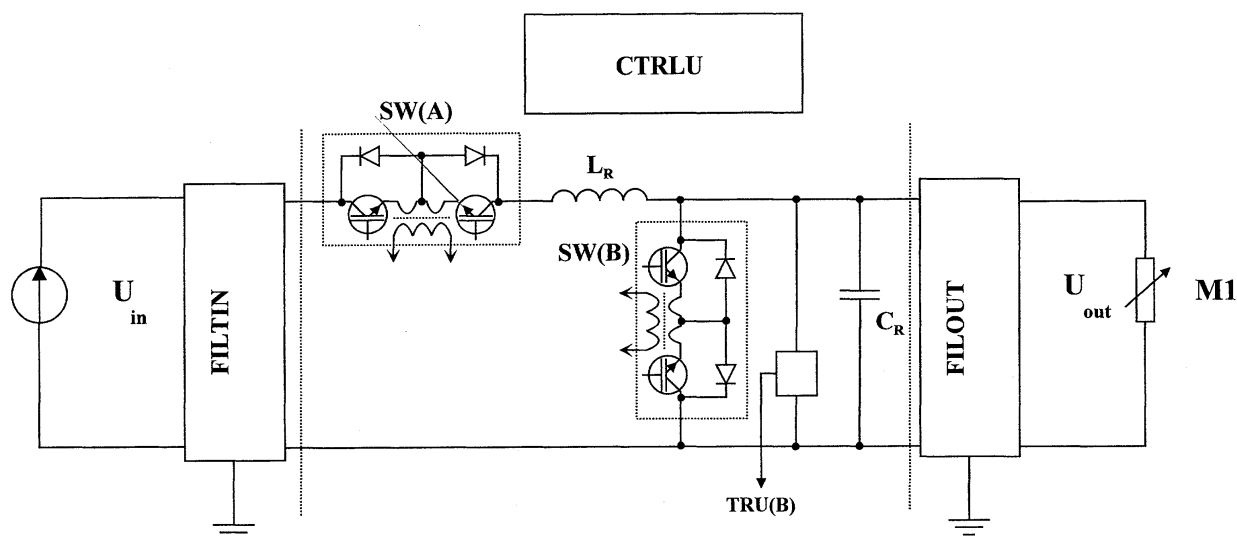 CTRLU
SW(A)
L_R
SW(B)
U_in
FILTIN
C_R
FILOUT
U_out
M1
TRU(B)